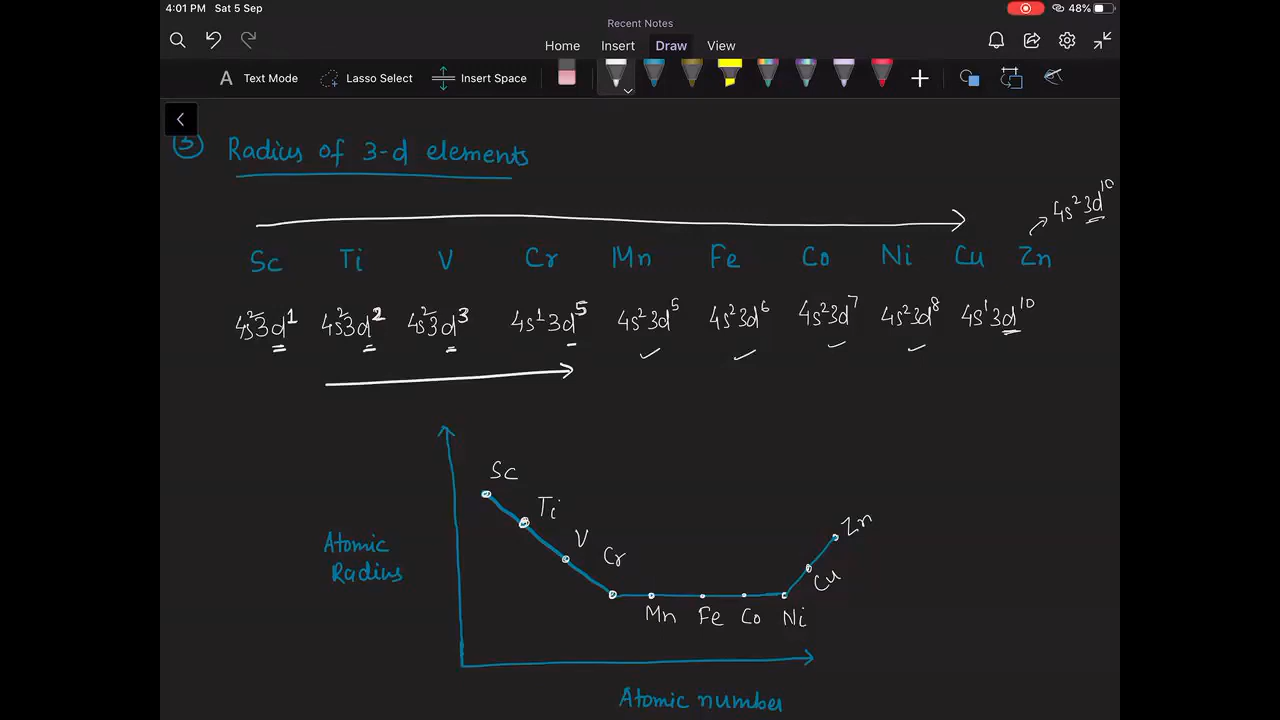 4:01 PM Sat 5 Sep 48%
Recent Notes
Home Insert Draw View
A Text Mode Lasso Select Insert Space
③ Radius of 3-d elements
4s²3d¹⁰
Sc Ti V Cr Mn Fe Co Ni Cu Zn
4s²3d¹ 4s²3d² 4s²3d³ 4s¹3d⁵ 4s²3d⁵ 4s²3d⁶ 4s²3d⁷ 4s²3d⁸ 4s¹3d¹⁰
Sc
Ti
Zn
V
Cr
Atomic
Radius
Cu
Mn Fe Co Ni
Atomic number